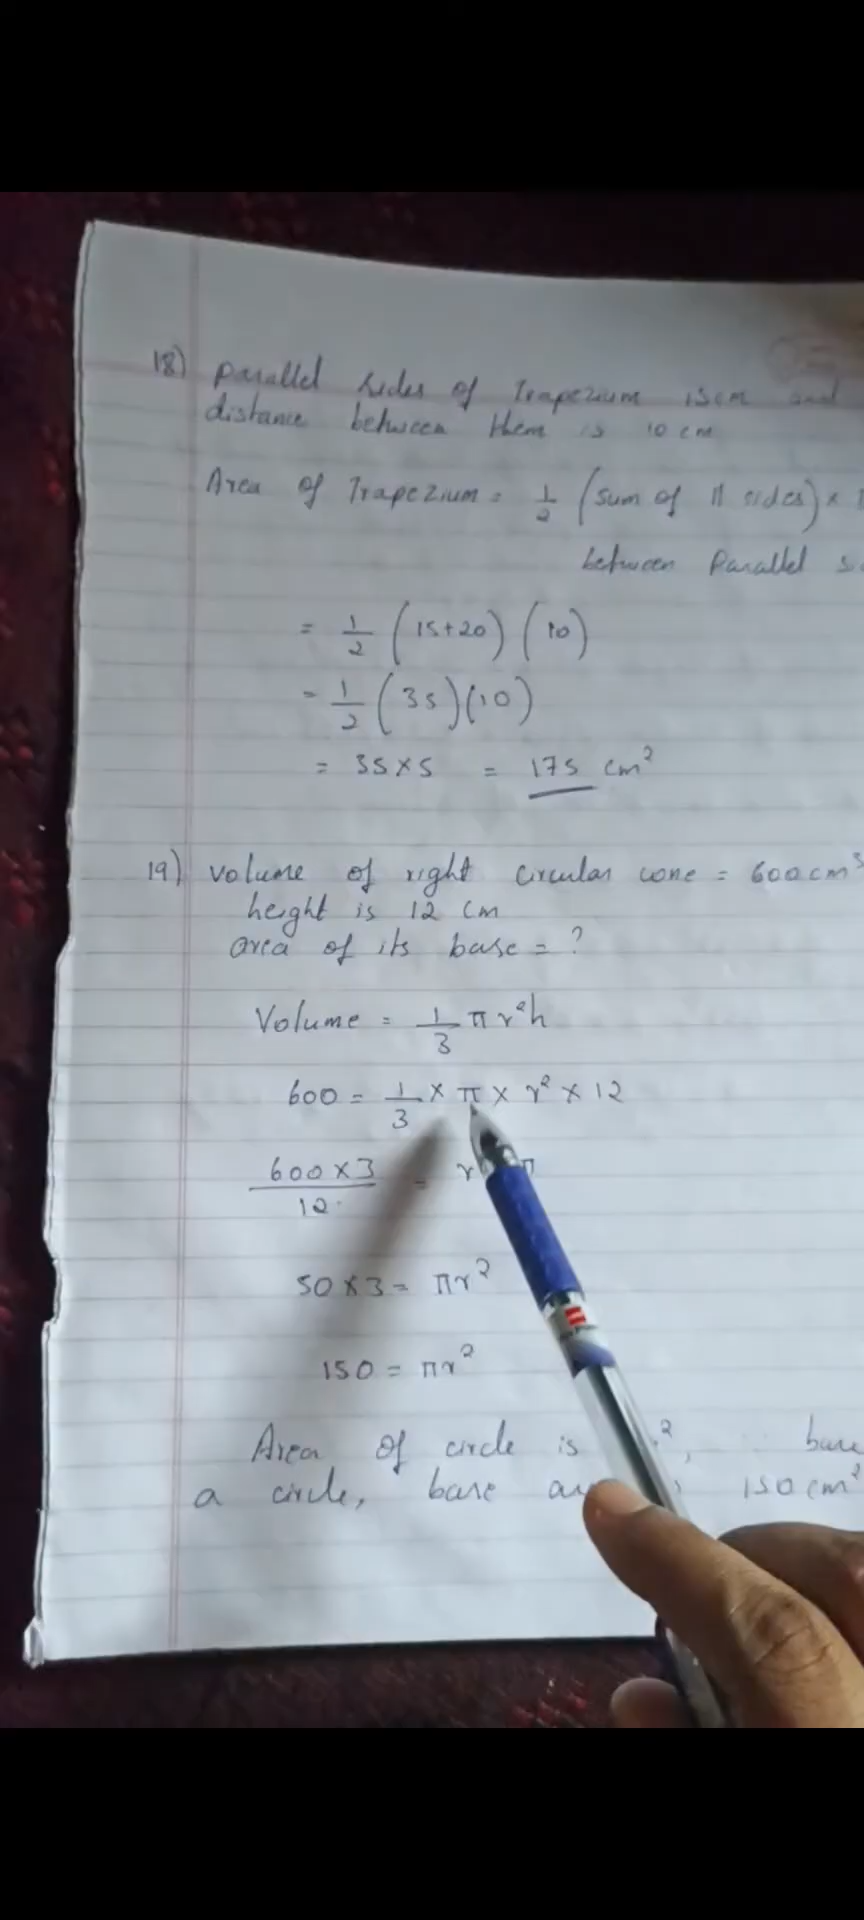 18) Parallel sides of Trapezium 15cm and
distance between them is 10 cm
Area of Trapezium = 1/2 (sum of || sides) ×
between Parallel
= 1/2 (15+20) (10)
= 1/2 (35)(10)
= 35×5 = 175 cm²
19) Volume of right circular cone = 600cm³
height is 12 cm
area of its base = ?
Volume = 1/3 πr²h
600 = 1/3 × π × r² × 12
600×3/12 = r π
50×3 = πr²
150 = πr²
Area of circle is ², base
a circle, base 150cm²